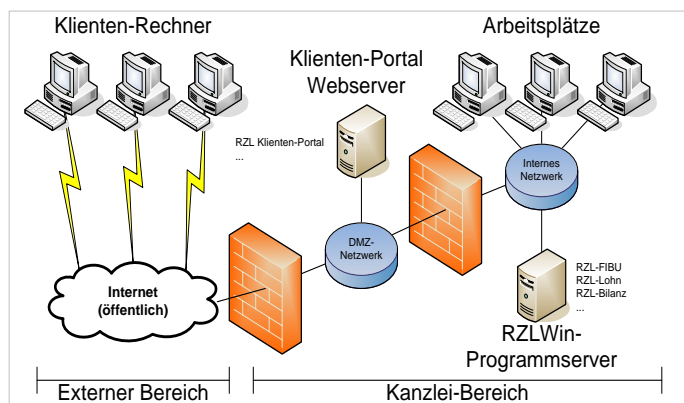 Klienten-Rechner
Klienten-Portal
Webserver
Arbeitsplätze
RZL Klienten-Portal
...
Internes
Netzwerk
DMZ-
Netzwerk
Internet
(öffentlich)
RZL-FIBU
RZL-Lohn
RZL-Bilanz
...
RZLWin-
Programmserver
Externer Bereich
Kanzlei-Bereich